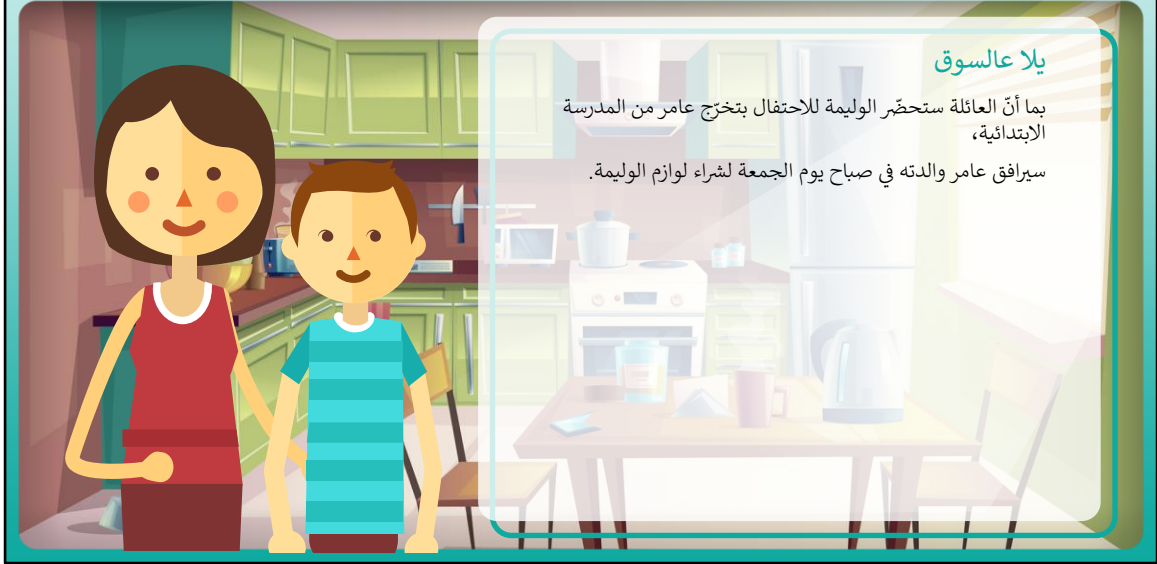 يلا عالسوق
بما أنّ العائلة ستحضّر الوليمة للاحتفال بتخرّج عامر من المدرسة
الابتدائية،
سيرافق عامر والدته في صباح يوم الجمعة لشراء لوازم الوليمة.